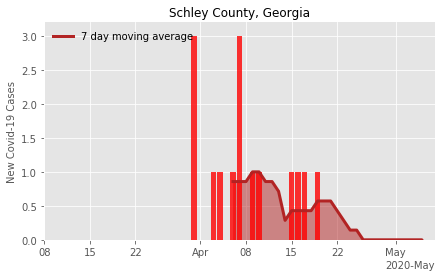 Schley County, Georgia
7 day moving average
New Covid-19 Cases
3.0
2.5
2.0
1.5
1.0
0.5
0.0
08 15 22 Apr 08 15 22 May
2020-May